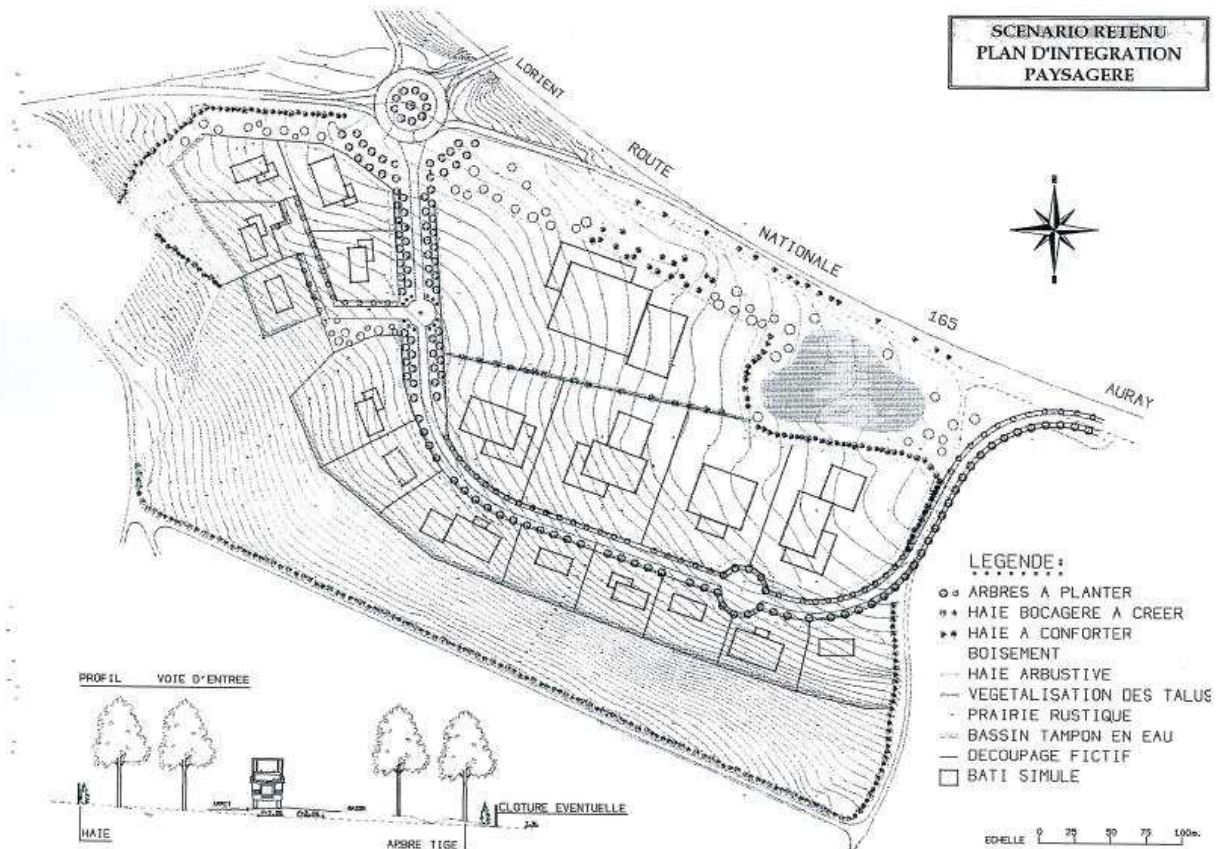 SCENARIO RETENU
PLAN D'INTEGRATION
PAYSAGERE
LORIENT
ROUTE
NATIONALE
165
AURAY
LEGENDE:
ARBRES A PLANTER
HAIE BOCAGERE A CREER
HAIE A CONFORTER
BOISEMENT
HAIE ARBUSTIVE
VEGETALISATION DES TALUS
PRAIRIE RUSTIQUE
BASSIN TAMPON EN EAU
DECOUPAGE FICTIF
BATI SIMULE
PROFIL VOIE D'ENTREE
CLOTURE EVENTUELLE
HAIE
ARBRE TIGE
ECHELLE 0 25 50 75 100m.